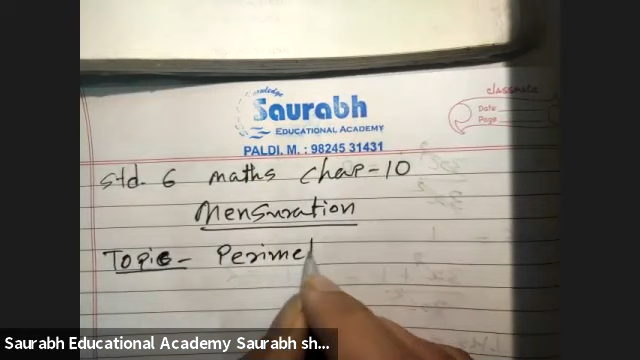 classmate
Date
Page
Knowledge
Saurabh
EDUCATIONAL ACADEMY
PALDI. M. : 98245 31431
Std. 6 maths Chap-10
Mensuration
Topic - Perimet
Saurabh Educational Academy Saurabh sh...